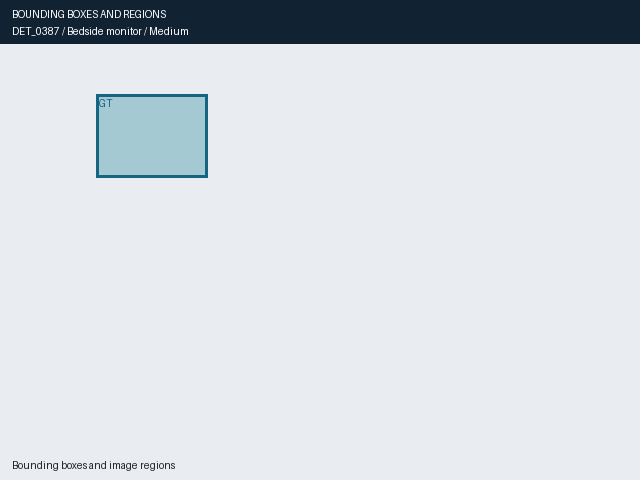 BOUNDING BOXES AND REGIONS
DET_0387 / Bedside monitor / Medium
GT
Bounding boxes and image regions